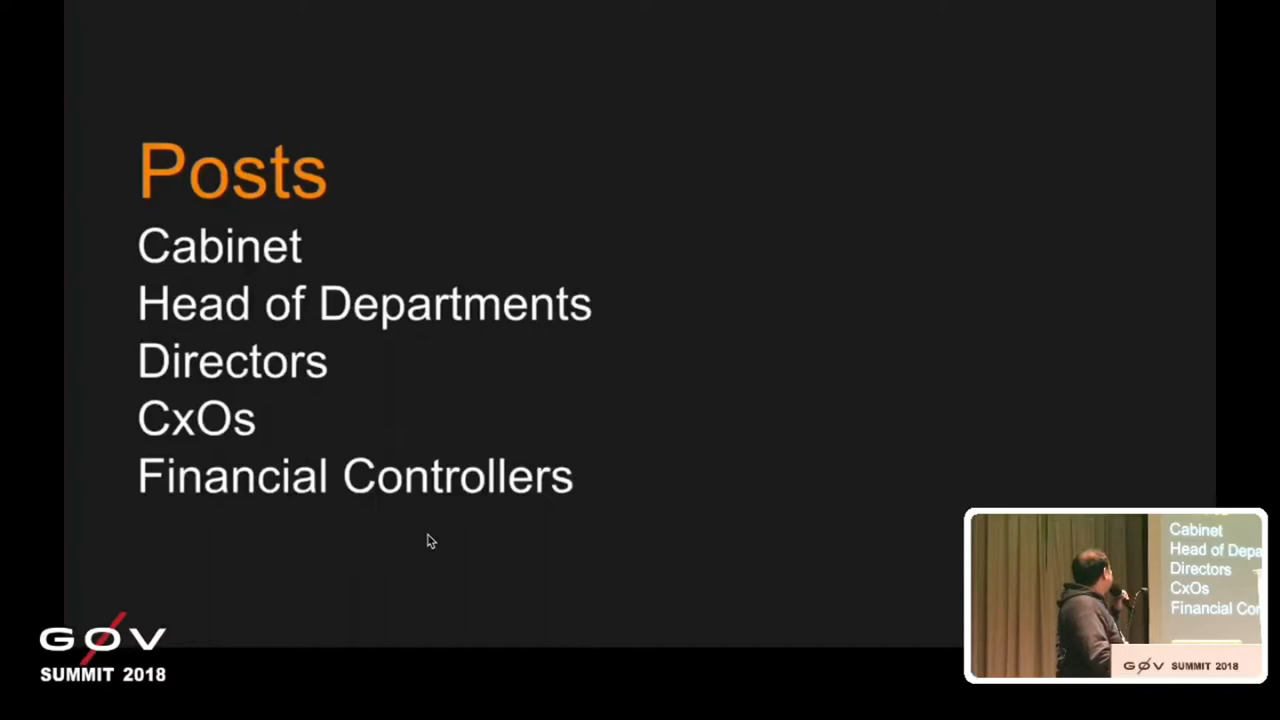 Posts
Cabinet
Head of Departments
Directors
CxOs
Financial Controllers
GØV
SUMMIT 2018
Cabinet
Head of Depa
Directors
CxOs
Financial Co
GØV SUMMIT 2018